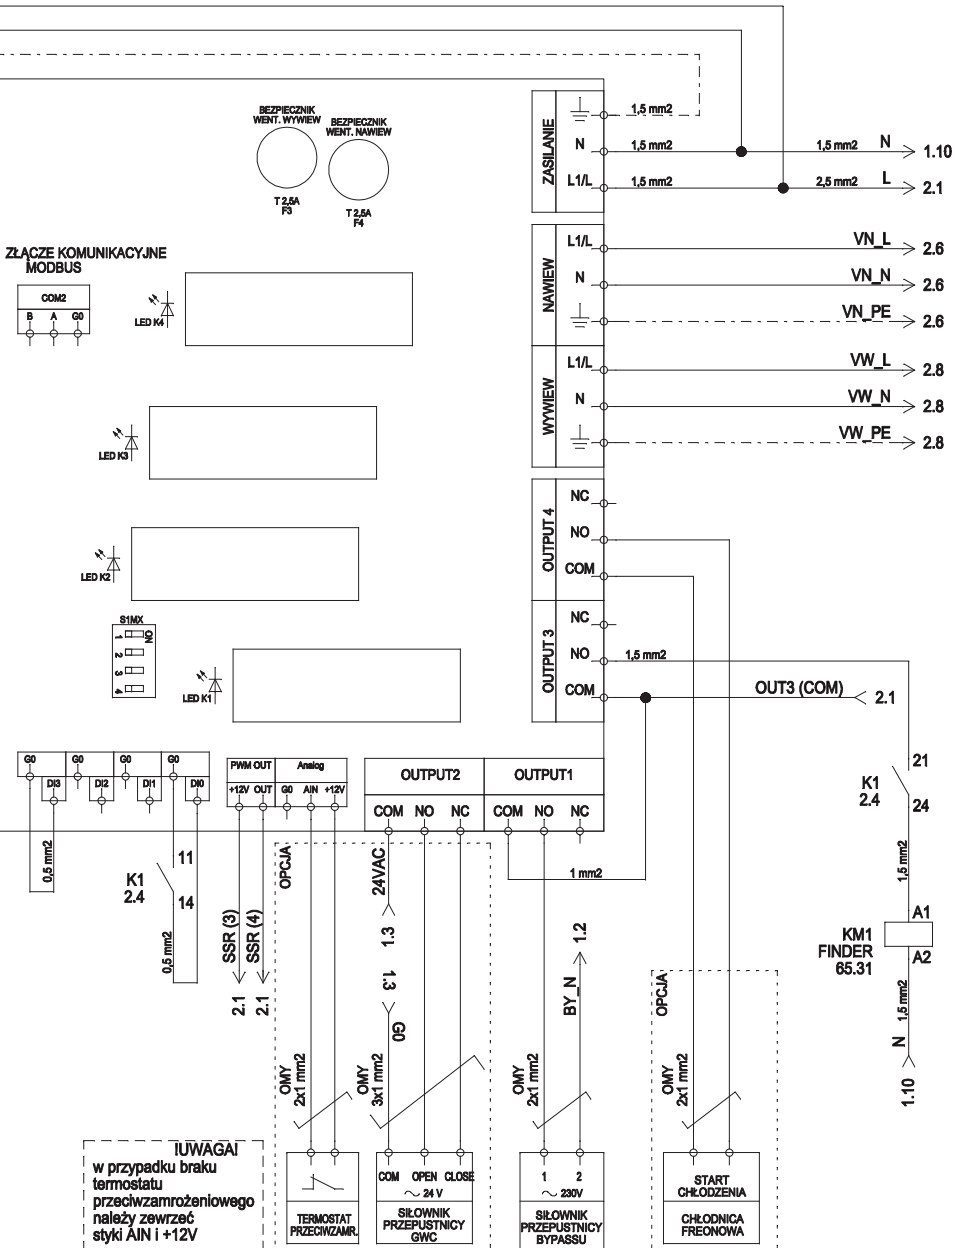 BEZPIECZNIK
WENT. WYWIEW
T 2,5A
F3
BEZPIECZNIK
WENT. NAWIEW
T 2,5A
F4
ZŁĄCZE KOMUNIKACYJNE
MODBUS
COM2
B A G0
LED K4
LED K3
LED K2
S1MX
ON
1
2
3
4
LED K1
ZASILANIE
1,5 mm2
N 1,5 mm2 1,5 mm2 N 1.10
L1/L 1,5 mm2 2,5 mm2 L 2.1
NAWIEW
L1/L VN_L 2.6
N VN_N 2.6
VN_PE 2.6
WYWIEW
L1/L VW_L 2.8
N VW_N 2.8
VW_PE 2.8
OUTPUT 4
NC
NO
COM
OUTPUT 3
NC
NO 1,5 mm2
COM OUT3 (COM) 2.1
21
K1
2.4
24
1,5 mm2
A1
KM1
FINDER
65.31
A2
1,5 mm2
N
1.10
G0 G0 G0 G0
DI3 DI2 DI1 DI0
PWM OUT Analog
+12V OUT G0 AIN +12V
OUTPUT2 OUTPUT1
COM NO NC COM NO NC
0,5 mm2
11
K1
2.4
14
0,5 mm2
SSR (3)
2.1
SSR (4)
2.1
OPCJA
24VAC
1.3
1.3
G0
1 mm2
1.2
BY_N
OPCJA
OMY
2x1 mm2
OMY
3x1 mm2
OMY
2x1 mm2
OMY
2x1 mm2
!UWAGA!
w przypadku braku
termostatu
przeciwzamrożeniowego
należy zewrzeć
styki AIN i +12V
TERMOSTAT
PRZECIWZAMR.
COM OPEN CLOSE
24 V
SIŁOWNIK
PRZEPUSTNICY
GWC
1 2
230V
SIŁOWNIK
PRZEPUSTNICY
BYPASSU
START
CHŁODZENIA
CHŁODNICA
FREONOWA